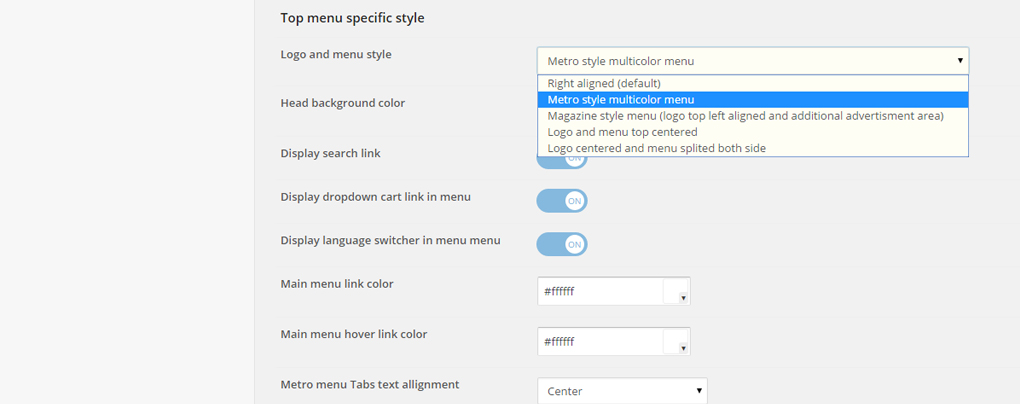 Top menu specific style
Logo and menu style
Metro style multicolor menu
Right aligned (default)
Metro style multicolor menu
Magazine style menu (logo top left aligned and additional advertisment area)
Logo and menu top centered
Logo centered and menu splited both side
Head background color
Display search link
ON
Display dropdown cart link in menu
ON
Display language switcher in menu menu
ON
Main menu link color
#ffffff
Main menu hover link color
#ffffff
Metro menu Tabs text allignment
Center